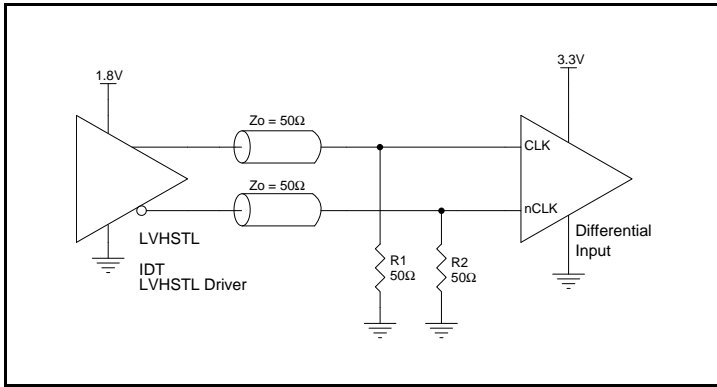 1.8V
3.3V
Zo = 50Ω
CLK
Zo = 50Ω
nCLK
LVHSTL
IDT
LVHSTL Driver
R1
50Ω
R2
50Ω
Differential
Input